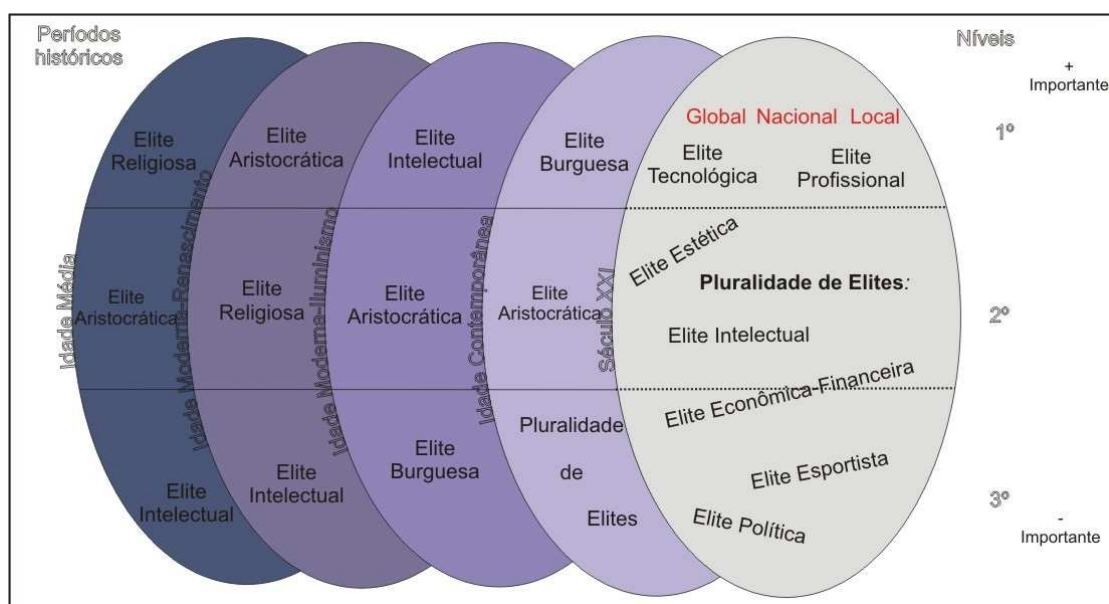 Períodos
históricos
Níveis
+
Importante
1º
2º
3º
-
Importante
Idade Média
Elite
Religiosa
Elite
Aristocrática
Elite
Intelectual
Idade Moderna-Renascimento
Elite
Aristocrática
Elite
Religiosa
Elite
Intelectual
Idade Moderna-Iluminismo
Elite
Intelectual
Elite
Aristocrática
Elite
Burguesa
Idade Contemporânea
Elite
Burguesa
Elite
Aristocrática
Pluralidade
de
Elites
Século XXI
Global Nacional Local
Elite
Tecnológica
Elite
Profissional
Elite Estética
Pluralidade de Elites:
Elite Intelectual
Elite Econômica-Financeira
Elite Esportista
Elite Política